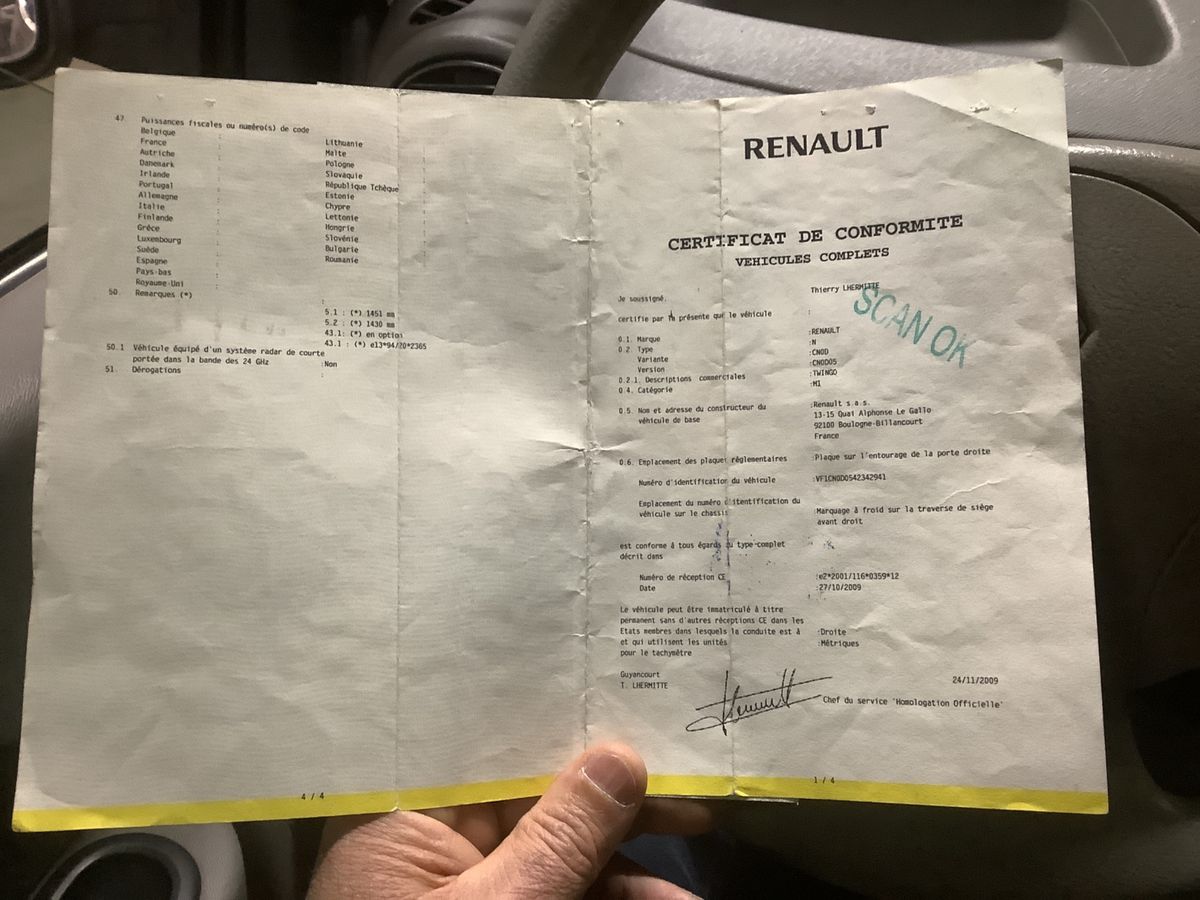 47. Puissances fiscales ou numéro(s) de code
Belgique :
France Lithuanie
Autriche Malte
Danemark Pologne
Irlande : Slovaquie
Portugal : République Tchèque
Allemagne : Estonie
Italie : Chypre
Finlande : Lettonie
Grèce : Hongrie
Luxembourg : Slovénie
Suède : Bulgarie
Espagne : Roumanie
Pays-bas :
Royaume-Uni :
50. Remarques (*) :
5.1 : (*) 1451 mm
5.2 : (*) 1430 mm
43.1: (*) en option
43.1 : (*) e13*94/20*2365
50.1 Véhicule équipé d'un système radar de courte
portée dans la bande des 24 GHz :Non
51. Dérogations :
4 / 4
RENAULT
CERTIFICAT DE CONFORMITE
VEHICULES COMPLETS
Je soussigné, Thierry LHERMITTE
certifie par la présente que le véhicule :
SCAN OK
0.1. Marque :RENAULT
0.2. Type :N
Variante :CNOD
Version :CNOD05
0.2.1. Descriptions commerciales :TWINGO
0.4. Catégorie :M1
0.5. Nom et adresse du constructeur du :Renault s.a.s.
véhicule de base 13-15 Quai Alphonse Le Gallo
92100 Boulogne-Billancourt
France
0.6. Emplacement des plaques réglementaires :Plaque sur l'entourage de la porte droite
Numéro d'identification du véhicule :VF1CN0D0542342941
Emplacement du numéro d'itentification du :Marquage à froid sur la traverse de siège
véhicule sur le chassis avant droit
est conforme à tous égards au type-complet
décrit dans
Numéro de réception CE :e2*2001/116*0359*12
Date :27/10/2009
Le véhicule peut être immatriculé à titre
permanent sans d'autres réceptions CE dans les
Etats membres dans lesquels la conduite est à :Droite
et qui utilisent les unités :Métriques
pour le tachymètre
Guyancourt 24/11/2009
T. LHERMITTE
Chef du service 'Homologation Officielle'
1 / 4